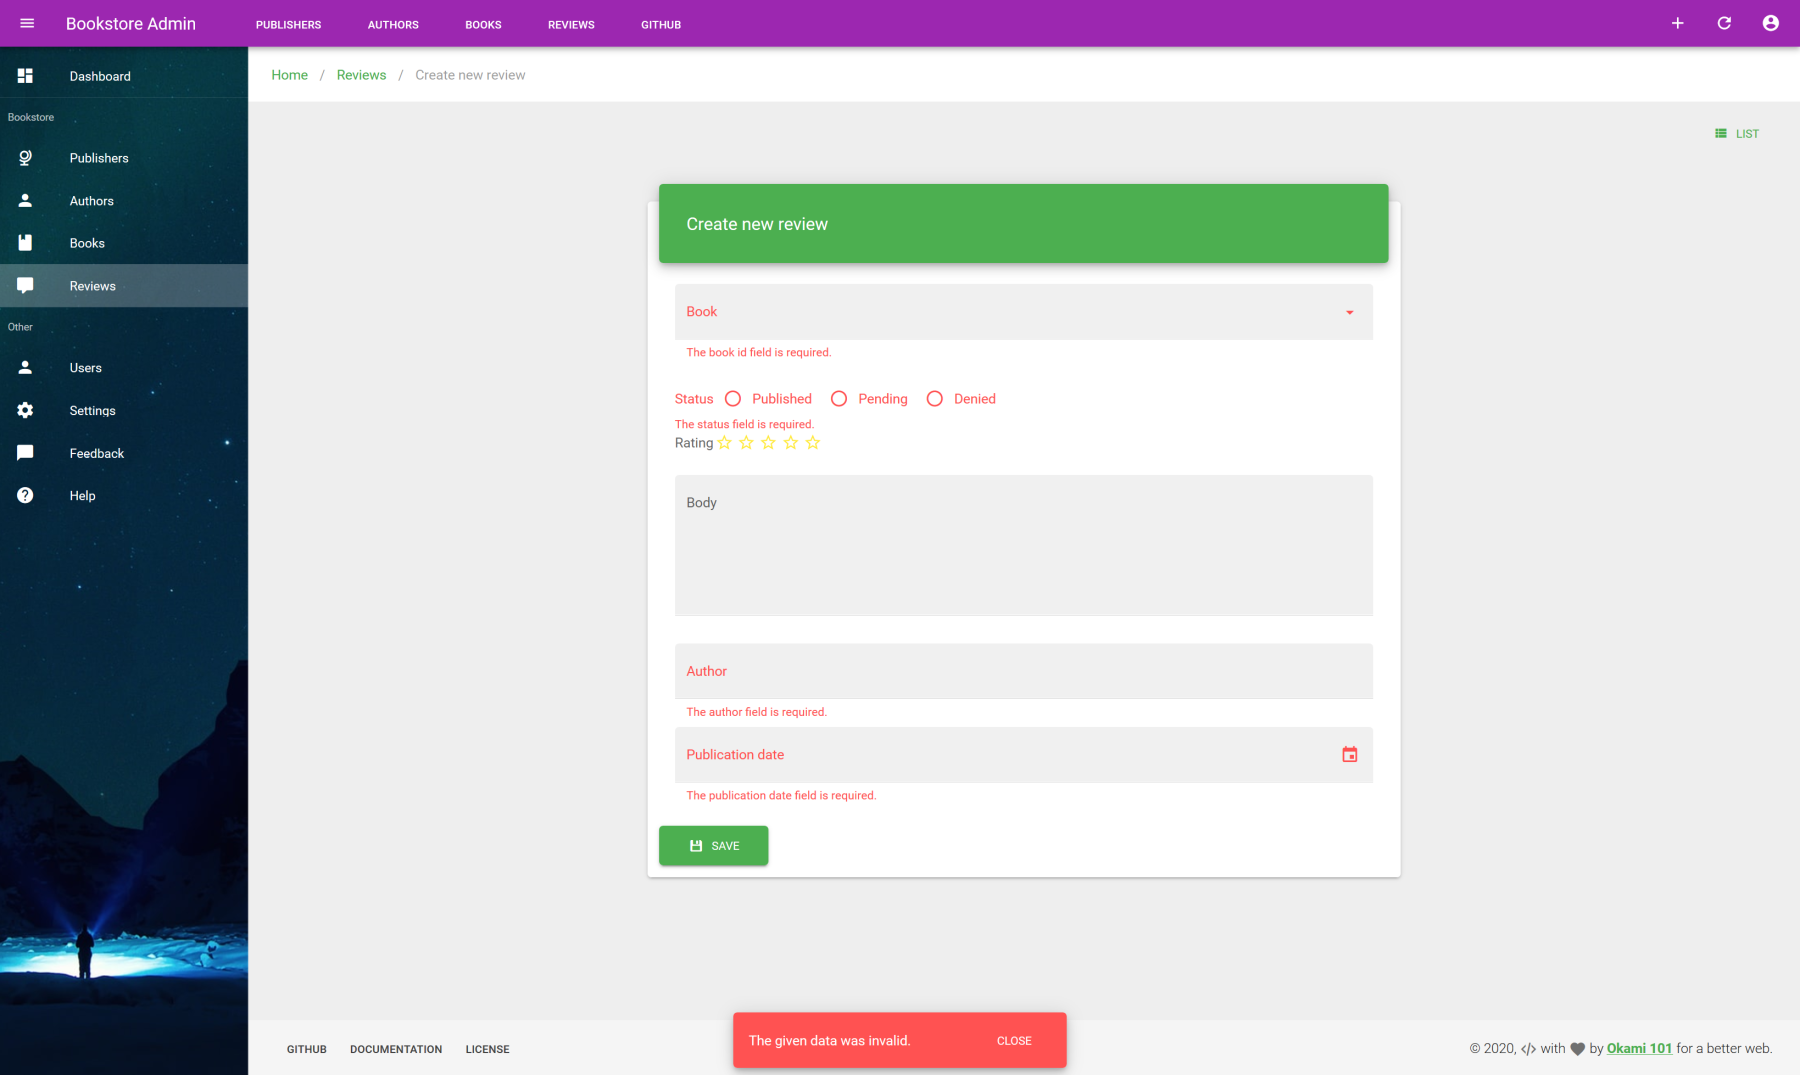 Bookstore Admin
PUBLISHERS
AUTHORS
BOOKS
REVIEWS
GITHUB
Dashboard
Bookstore
Publishers
Authors
Books
Reviews
Other
Users
Settings
Feedback
Help
Home / Reviews / Create new review
LIST
Create new review
Book
The book id field is required.
Status Published Pending Denied
The status field is required.
Rating
Body
Author
The author field is required.
Publication date
The publication date field is required.
SAVE
GITHUB
DOCUMENTATION
LICENSE
The given data was invalid.
CLOSE
© 2020, </> with ♥ by Okami 101 for a better web.